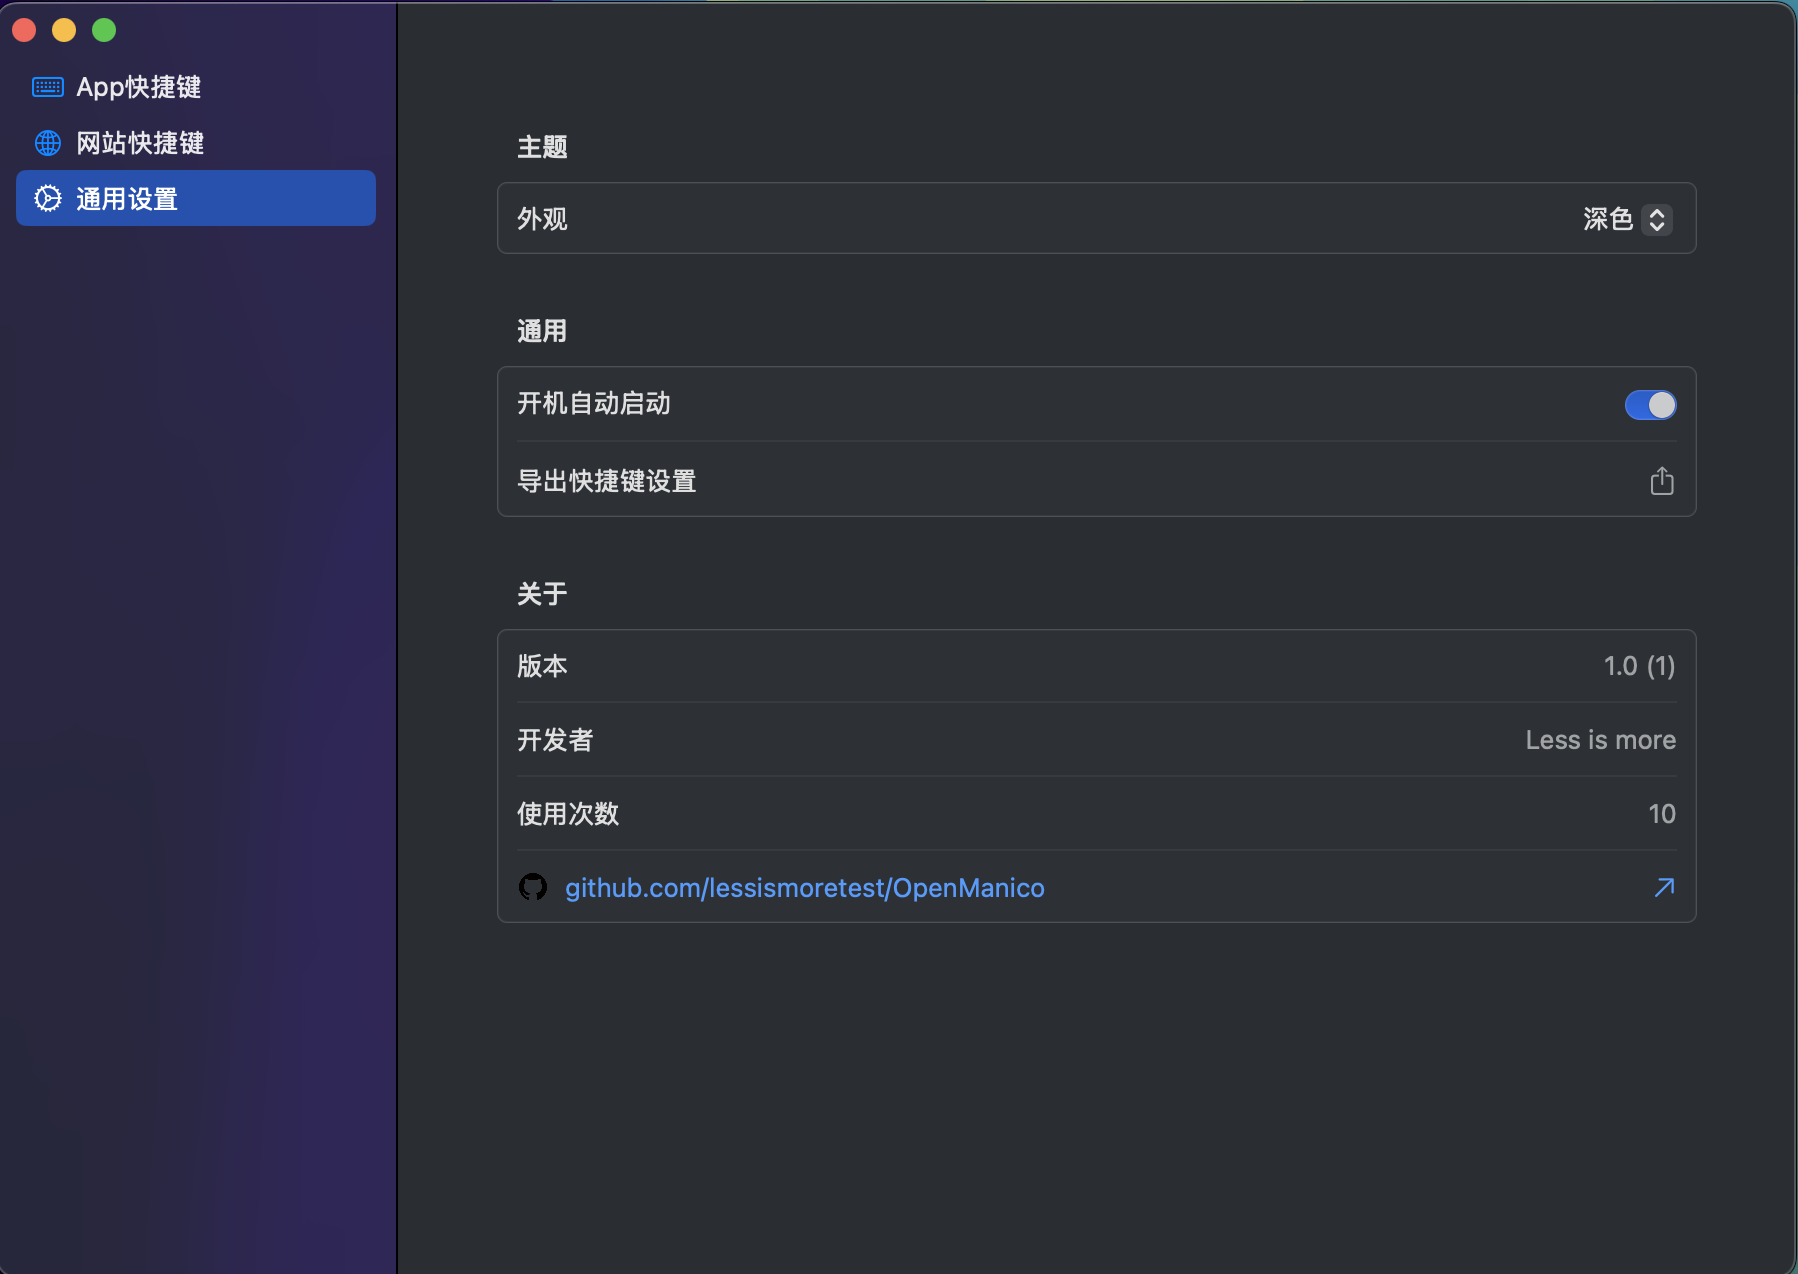 App快捷键
网站快捷键
通用设置
主题
外观 深色
通用
开机自动启动
导出快捷键设置
关于
版本 1.0 (1)
开发者 Less is more
使用次数 10
github.com/lessismoretest/OpenManico